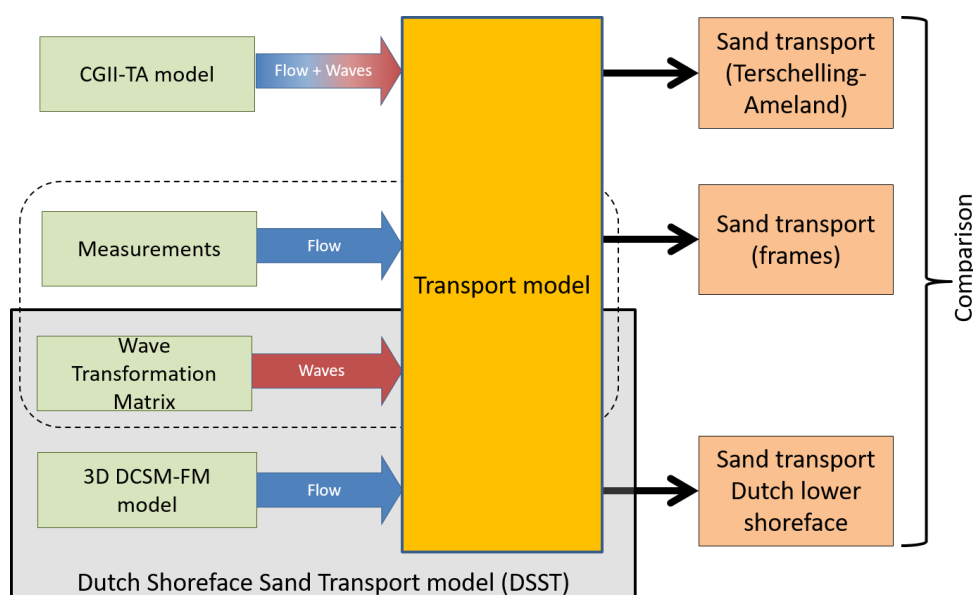 CGII-TA model
Flow + Waves
Sand transport
(Terschelling-
Ameland)
Measurements
Flow
Transport model
Sand transport
(frames)
Comparison
Wave
Transformation
Matrix
Waves
3D DCSM-FM
model
Flow
Sand transport
Dutch lower
shoreface
Dutch Shoreface Sand Transport model (DSST)